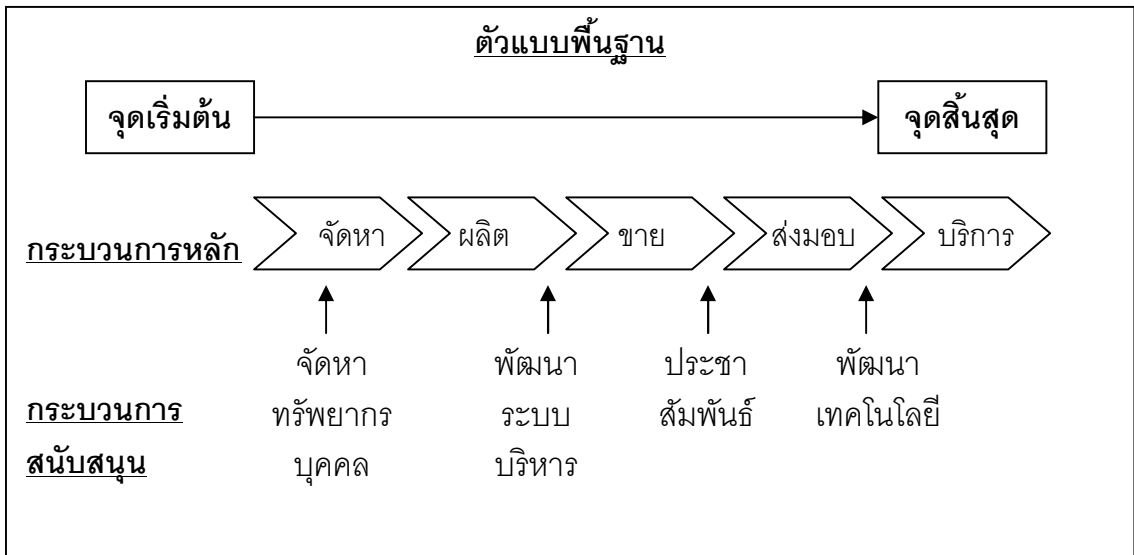 ตัวแบบพื้นฐาน
จุดเริ่มต้น จุดสิ้นสุด
กระบวนการหลัก จัดหา ผลิต ขาย ส่งมอบ บริการ
จัดหา พัฒนา ประชา พัฒนา
กระบวนการ ทรัพยากร ระบบ สัมพันธ์ เทคโนโลยี
สนับสนุน บุคคล บริหาร